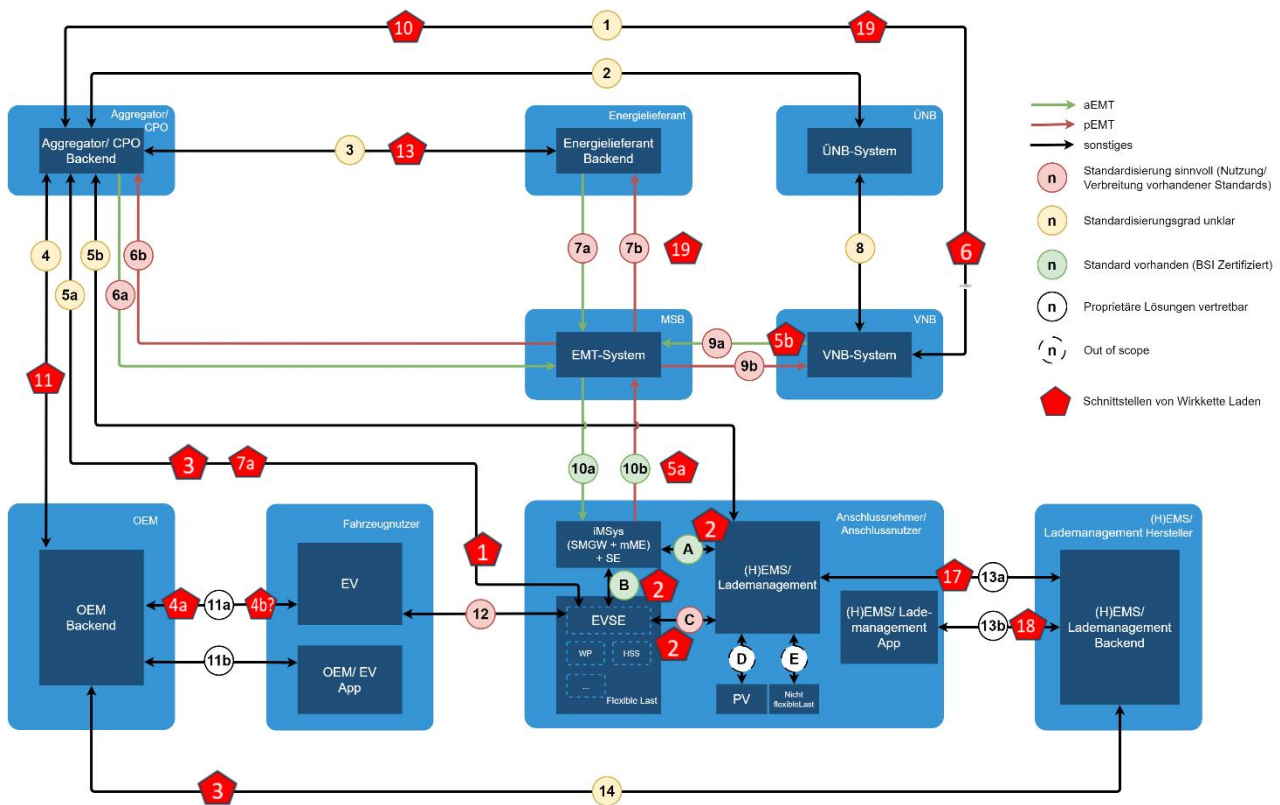 10
1
19
2
Aggregator/
CPO
Aggregator/ CPO
Backend
3
13
Energielieferant
Energielieferant
Backend
ÜNB
ÜNB-System
aEMT
pEMT
sonstiges
n
Standardisierung sinnvoll (Nutzung/
Verbreitung vorhandener Standards)
n
Standardisierungsgrad unklar
n
Standard vorhanden (BSI Zertifiziert)
n
Proprietäre Lösungen vertretbar
n
Out of scope
Schnittstellen von Wirkkette Laden
4
5a
5b
6a
6b
7a
7b
19
8
6
MSB
EMT-System
9a
5b
9b
VNB
VNB-System
11
3
7a
10a
10b
5a
1
OEM
OEM
Backend
4a
11a
4b?
11b
Fahrzeugnutzer
EV
OEM/ EV
App
12
Anschlussnehmer/
Anschlussnutzer
iMSys
(SMGW + mME)
+ SE
A
2
B
2
EVSE
C
2
WP
HSS
...
Flexible Last
(H)EMS/
Lademanagement
D
E
PV
Nicht
flexibleLast
(H)EMS/ Lade-
management
App
17
13a
13b
18
(H)EMS/
Lademanagement Hersteller
(H)EMS/
Lademanagement
Backend
3
14